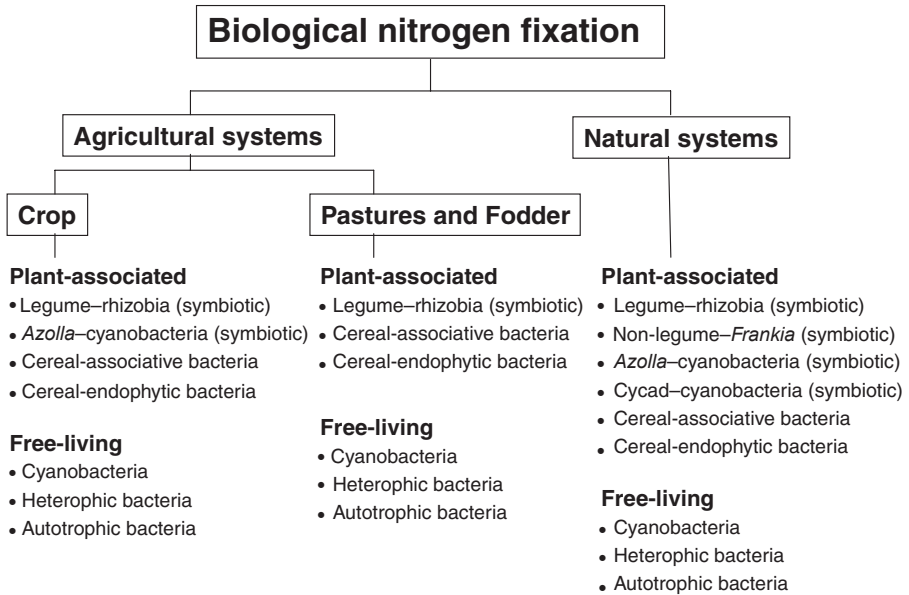 Biological nitrogen fixation
Agricultural systems
Natural systems
Crop
Pastures and Fodder
Plant-associated
• Legume–rhizobia (symbiotic)
• Azolla–cyanobacteria (symbiotic)
• Cereal-associative bacteria
• Cereal-endophytic bacteria
Free-living
• Cyanobacteria
• Heterophic bacteria
• Autotrophic bacteria
Plant-associated
• Legume–rhizobia (symbiotic)
• Cereal-associative bacteria
• Cereal-endophytic bacteria
Free-living
• Cyanobacteria
• Heterophic bacteria
• Autotrophic bacteria
Plant-associated
• Legume–rhizobia (symbiotic)
• Non-legume–Frankia (symbiotic)
• Azolla–cyanobacteria (symbiotic)
• Cycad–cyanobacteria (symbiotic)
• Cereal-associative bacteria
• Cereal-endophytic bacteria
Free-living
• Cyanobacteria
• Heterophic bacteria
• Autotrophic bacteria